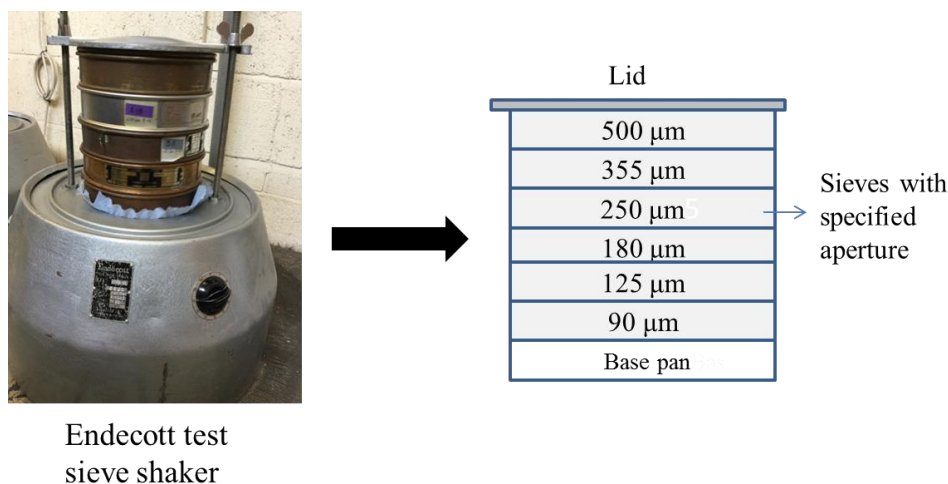 Lid
500 μm
355 μm
250 μm
180 μm
125 μm
90 μm
Base pan
Sieves with
specified
aperture
Endecott
Endecott test
sieve shaker